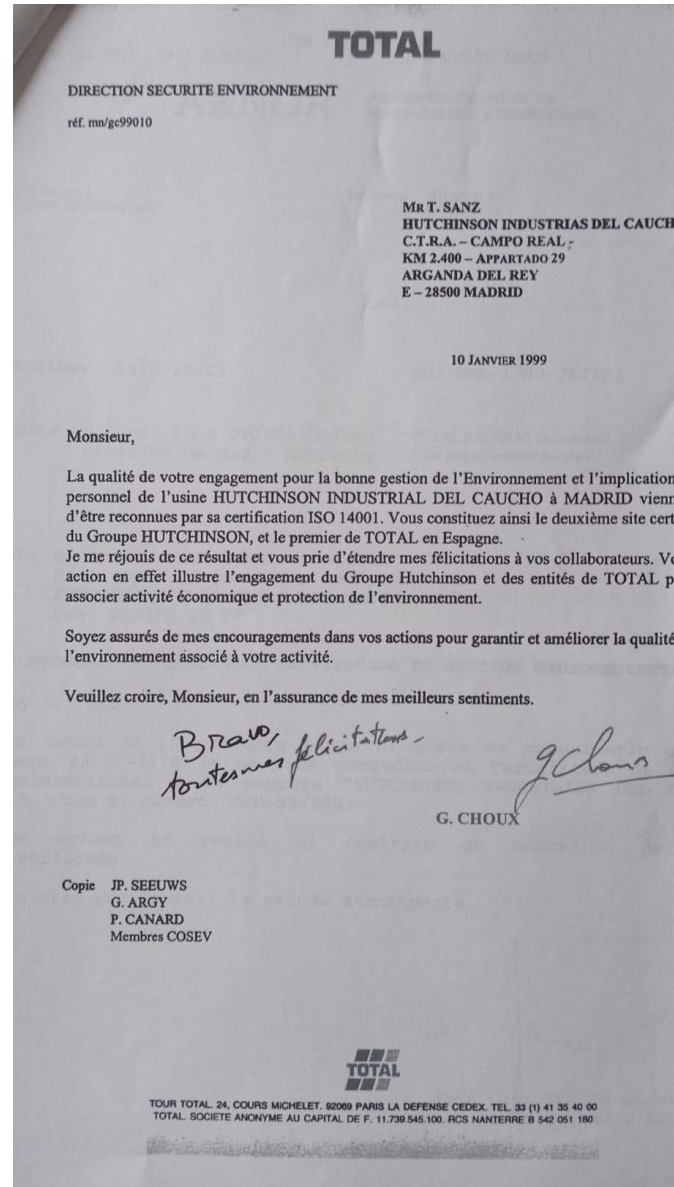 TOTAL
DIRECTION SECURITE ENVIRONNEMENT
réf. mn/gc99010
MR T. SANZ
HUTCHINSON INDUSTRIAS DEL CAUCH
C.T.R.A. – CAMPO REAL -
KM 2.400 – APPARTADO 29
ARGANDA DEL REY
E – 28500 MADRID
10 JANVIER 1999
Monsieur,
La qualité de votre engagement pour la bonne gestion de l'Environnement et l'implication
personnel de l'usine HUTCHINSON INDUSTRIAL DEL CAUCHO à MADRID vienn
d'être reconnues par sa certification ISO 14001. Vous constituez ainsi le deuxième site cert
du Groupe HUTCHINSON, et le premier de TOTAL en Espagne.
Je me réjouis de ce résultat et vous prie d'étendre mes félicitations à vos collaborateurs. Vo
action en effet illustre l'engagement du Groupe Hutchinson et des entités de TOTAL p
associer activité économique et protection de l'environnement.
Soyez assurés de mes encouragements dans vos actions pour garantir et améliorer la qualité
l'environnement associé à votre activité.
Veuillez croire, Monsieur, en l'assurance de mes meilleurs sentiments.
Bravo,
toutes mes félicitations -
G. CHOUX
Copie JP. SEEUWS
G. ARGY
P. CANARD
Membres COSEV
TOTAL
TOUR TOTAL. 24, COURS MICHELET. 92069 PARIS LA DEFENSE CEDEX. TEL. 33 (1) 41 35 40 00
TOTAL. SOCIETE ANONYME AU CAPITAL DE F. 11.739.545.100. RCS NANTERRE B 542 051 180